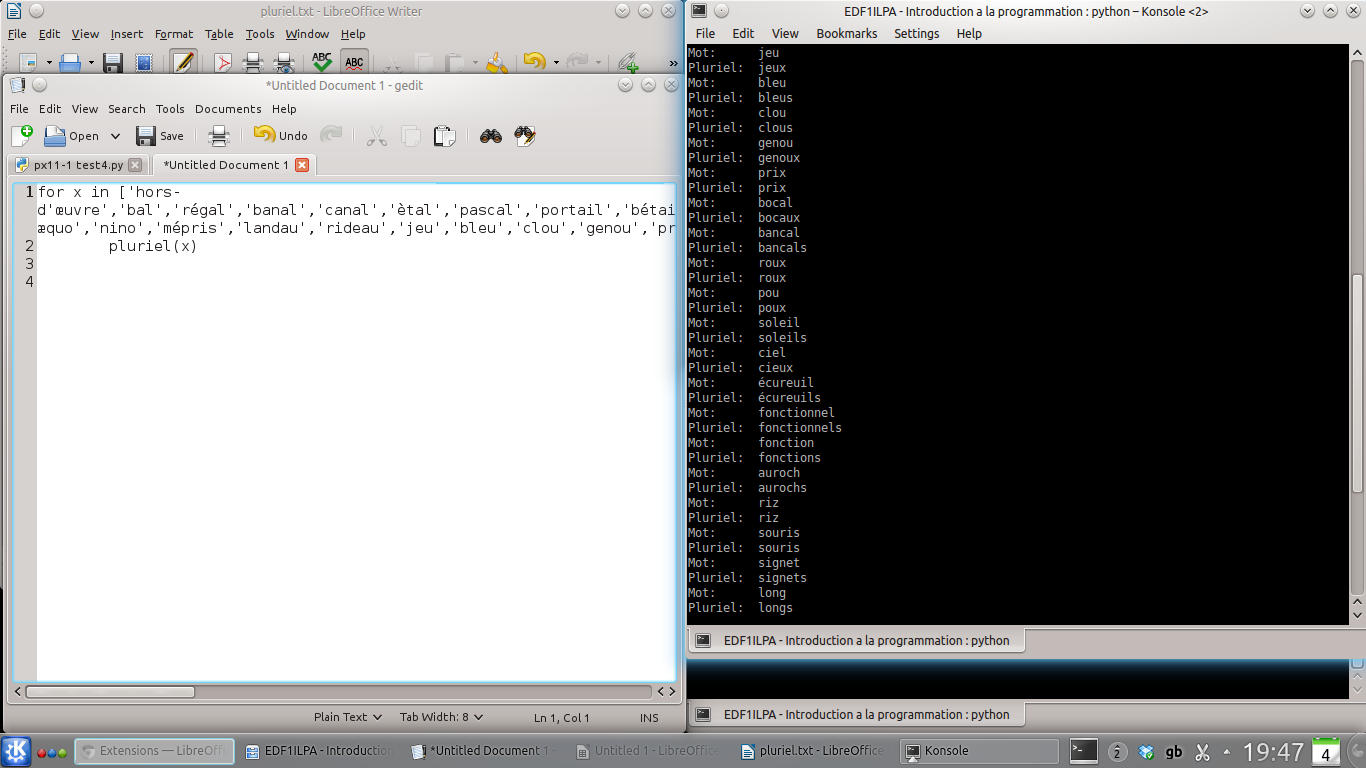 pluriel.txt - LibreOffice Writer
File Edit View Insert Format Table Tools Window Help
ABC ABC »
*Untitled Document 1 - gedit
File Edit View Search Tools Documents Help
Open Save Undo
px11-1 test4.py *Untitled Document 1
1 for x in ['hors-
d'œuvre','bal','régal','banal','canal','ètal','pascal','portail','bétai
æquo','nino','mépris','landau','rideau','jeu','bleu','clou','genou','pr
2 pluriel(x)
3
4
Plain Text Tab Width: 8 Ln 1, Col 1 INS
EDF1ILPA - Introduction a la programmation : python – Konsole <2>
File Edit View Bookmarks Settings Help
Mot: jeu
Pluriel: jeux
Mot: bleu
Pluriel: bleus
Mot: clou
Pluriel: clous
Mot: genou
Pluriel: genoux
Mot: prix
Pluriel: prix
Mot: bocal
Pluriel: bocaux
Mot: bancal
Pluriel: bancals
Mot: roux
Pluriel: roux
Mot: pou
Pluriel: poux
Mot: soleil
Pluriel: soleils
Mot: ciel
Pluriel: cieux
Mot: écureuil
Pluriel: écureuils
Mot: fonctionnel
Pluriel: fonctionnels
Mot: fonction
Pluriel: fonctions
Mot: auroch
Pluriel: aurochs
Mot: riz
Pluriel: riz
Mot: souris
Pluriel: souris
Mot: signet
Pluriel: signets
Mot: long
Pluriel: longs
EDF1ILPA - Introduction a la programmation : python
EDF1ILPA - Introduction a la programmation : python
Extensions — LibreOff EDF1ILPA - Introduction *Untitled Document 1 - Untitled 1 - LibreOffic pluriel.txt - LibreOffice Konsole 2 gb 19:47 4